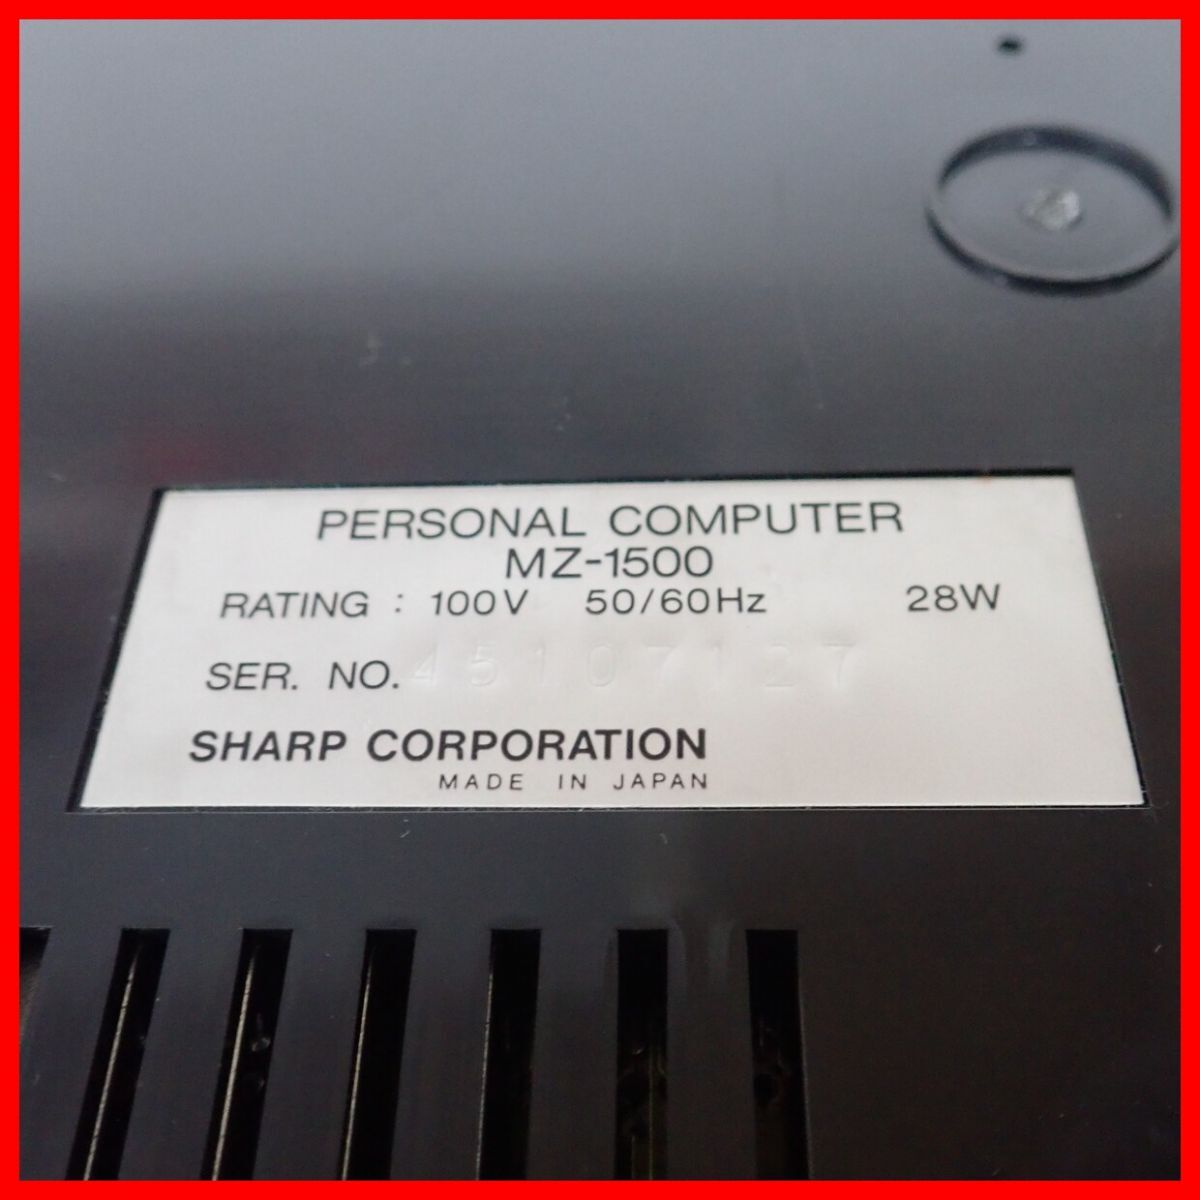 PERSONAL COMPUTER
MZ-1500
RATING : 100V 50/60Hz 28W
SER. NO. 45107127
SHARP CORPORATION
MADE IN JAPAN